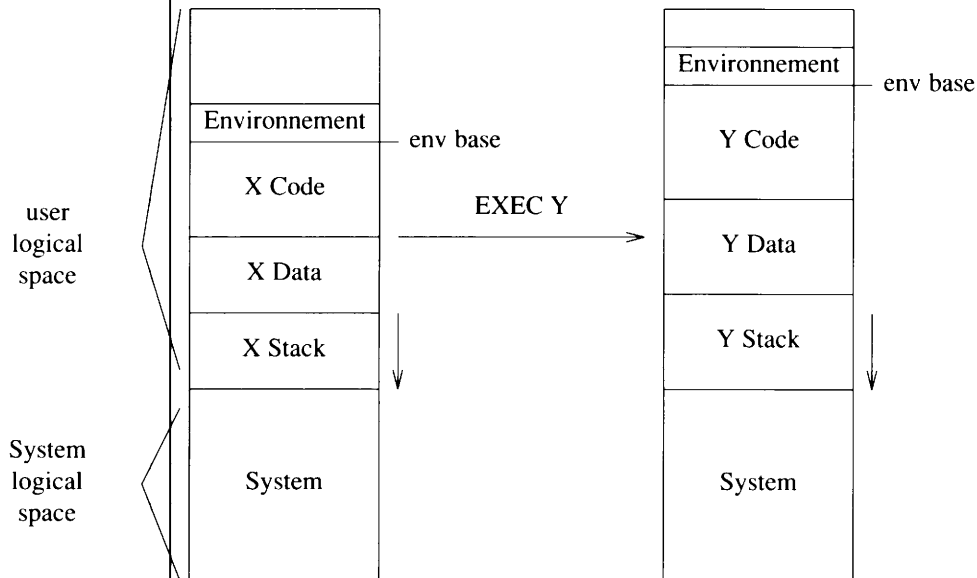 Environnement
env base
X Code
X Data
X Stack
System
user
logical
space
System
logical
space
EXEC Y
Environnement
env base
Y Code
Y Data
Y Stack
System